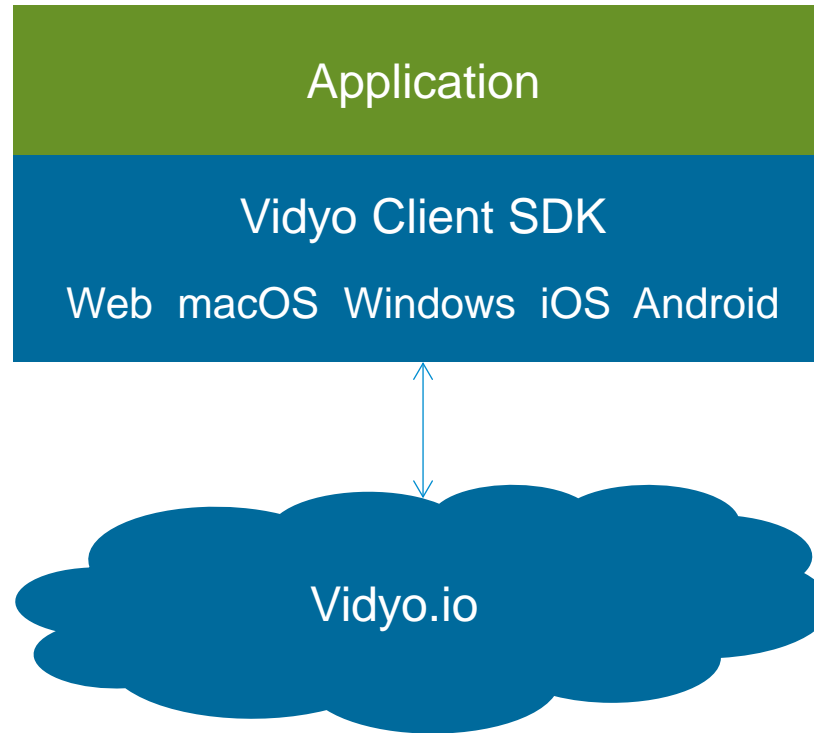 Application
Vidyo Client SDK
Web macOS Windows iOS Android
Vidyo.io